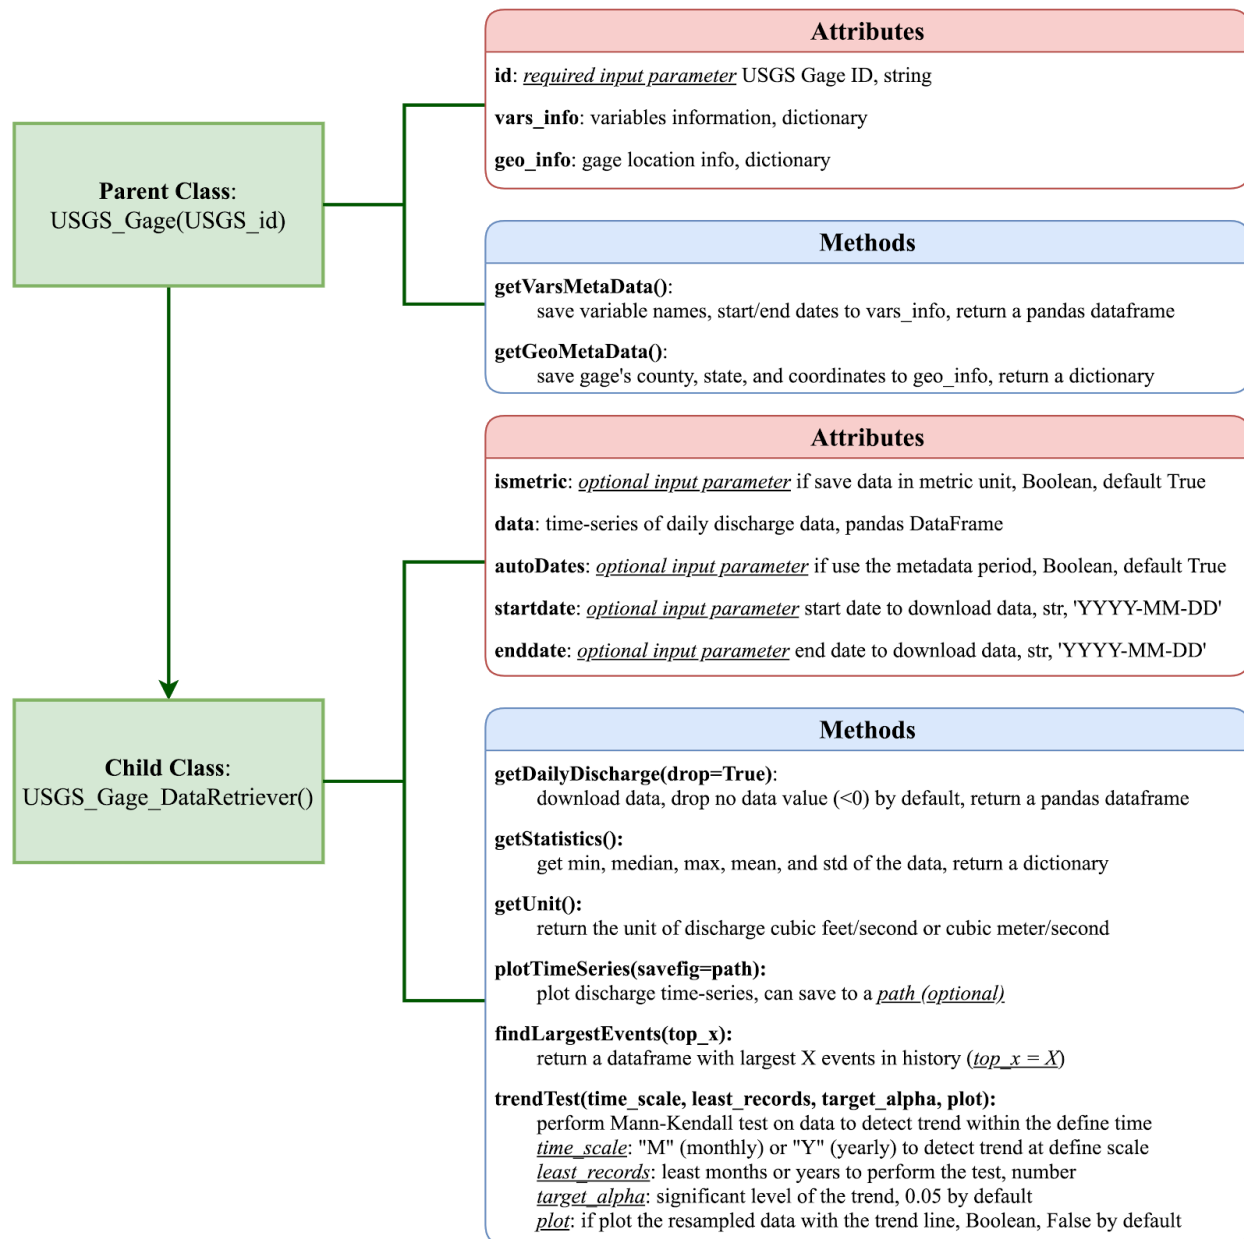 Attributes
id: required input parameter USGS Gage ID, string
vars_info: variables information, dictionary
geo_info: gage location info, dictionary
Parent Class:
USGS_Gage(USGS_id)
Methods
getVarsMetaData():
save variable names, start/end dates to vars_info, return a pandas dataframe
getGeoMetaData():
save gage's county, state, and coordinates to geo_info, return a dictionary
Attributes
ismetric: optional input parameter if save data in metric unit, Boolean, default True
data: time-series of daily discharge data, pandas DataFrame
autoDates: optional input parameter if use the metadata period, Boolean, default True
startdate: optional input parameter start date to download data, str, 'YYYY-MM-DD'
enddate: optional input parameter end date to download data, str, 'YYYY-MM-DD'
Child Class:
USGS_Gage_DataRetriever()
Methods
getDailyDischarge(drop=True):
download data, drop no data value (<0) by default, return a pandas dataframe
getStatistics():
get min, median, max, mean, and std of the data, return a dictionary
getUnit():
return the unit of discharge cubic feet/second or cubic meter/second
plotTimeSeries(savefig=path):
plot discharge time-series, can save to a path (optional)
findLargestEvents(top_x):
return a dataframe with largest X events in history (top_x = X)
trendTest(time_scale, least_records, target_alpha, plot):
perform Mann-Kendall test on data to detect trend within the define time
time_scale: "M" (monthly) or "Y" (yearly) to detect trend at define scale
least_records: least months or years to perform the test, number
target_alpha: significant level of the trend, 0.05 by default
plot: if plot the resampled data with the trend line, Boolean, False by default